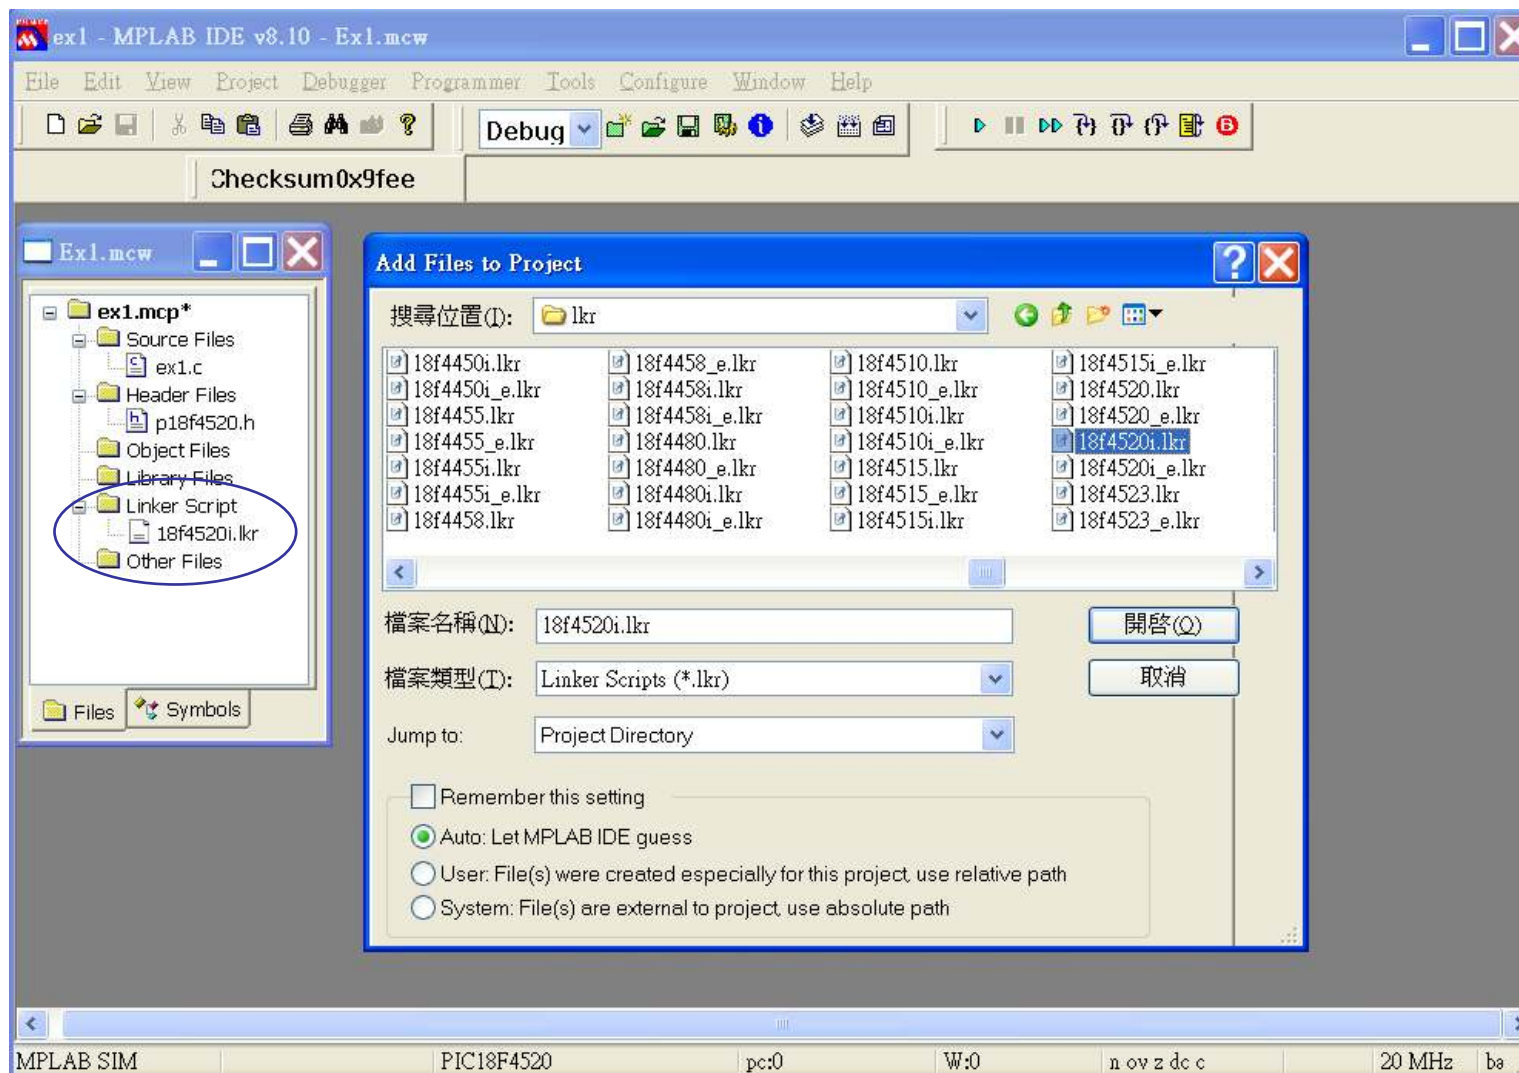 ex1 - MPLAB IDE v8.10 - Ex1.mcw
File Edit View Project Debugger Programmer Tools Configure Window Help
Debug
Checksum0x9fee
Ex1.mcw
ex1.mcp*
Source Files
ex1.c
Header Files
p18f4520.h
Object Files
Library Files
Linker Script
18f4520i.lkr
Other Files
Files Symbols
Add Files to Project
搜尋位置(I): lkr
18f4450i.lkr 18f4458_e.lkr 18f4510.lkr 18f4515i_e.lkr
18f4450i_e.lkr 18f4458i.lkr 18f4510_e.lkr 18f4520.lkr
18f4455.lkr 18f4458i_e.lkr 18f4510i.lkr 18f4520_e.lkr
18f4455_e.lkr 18f4480.lkr 18f4510i_e.lkr 18f4520i.lkr
18f4455i.lkr 18f4480_e.lkr 18f4515.lkr 18f4520i_e.lkr
18f4455i_e.lkr 18f4480i.lkr 18f4515_e.lkr 18f4523.lkr
18f4458.lkr 18f4480i_e.lkr 18f4515i.lkr 18f4523_e.lkr
檔案名稱(N): 18f4520i.lkr 開啓(O)
檔案類型(T): Linker Scripts (*.lkr) 取消
Jump to: Project Directory
Remember this setting
Auto: Let MPLAB IDE guess
User: File(s) were created especially for this project, use relative path
System: File(s) are external to project, use absolute path
MPLAB SIM PIC18F4520 pc:0 W:0 n ov z dc c 20 MHz ba